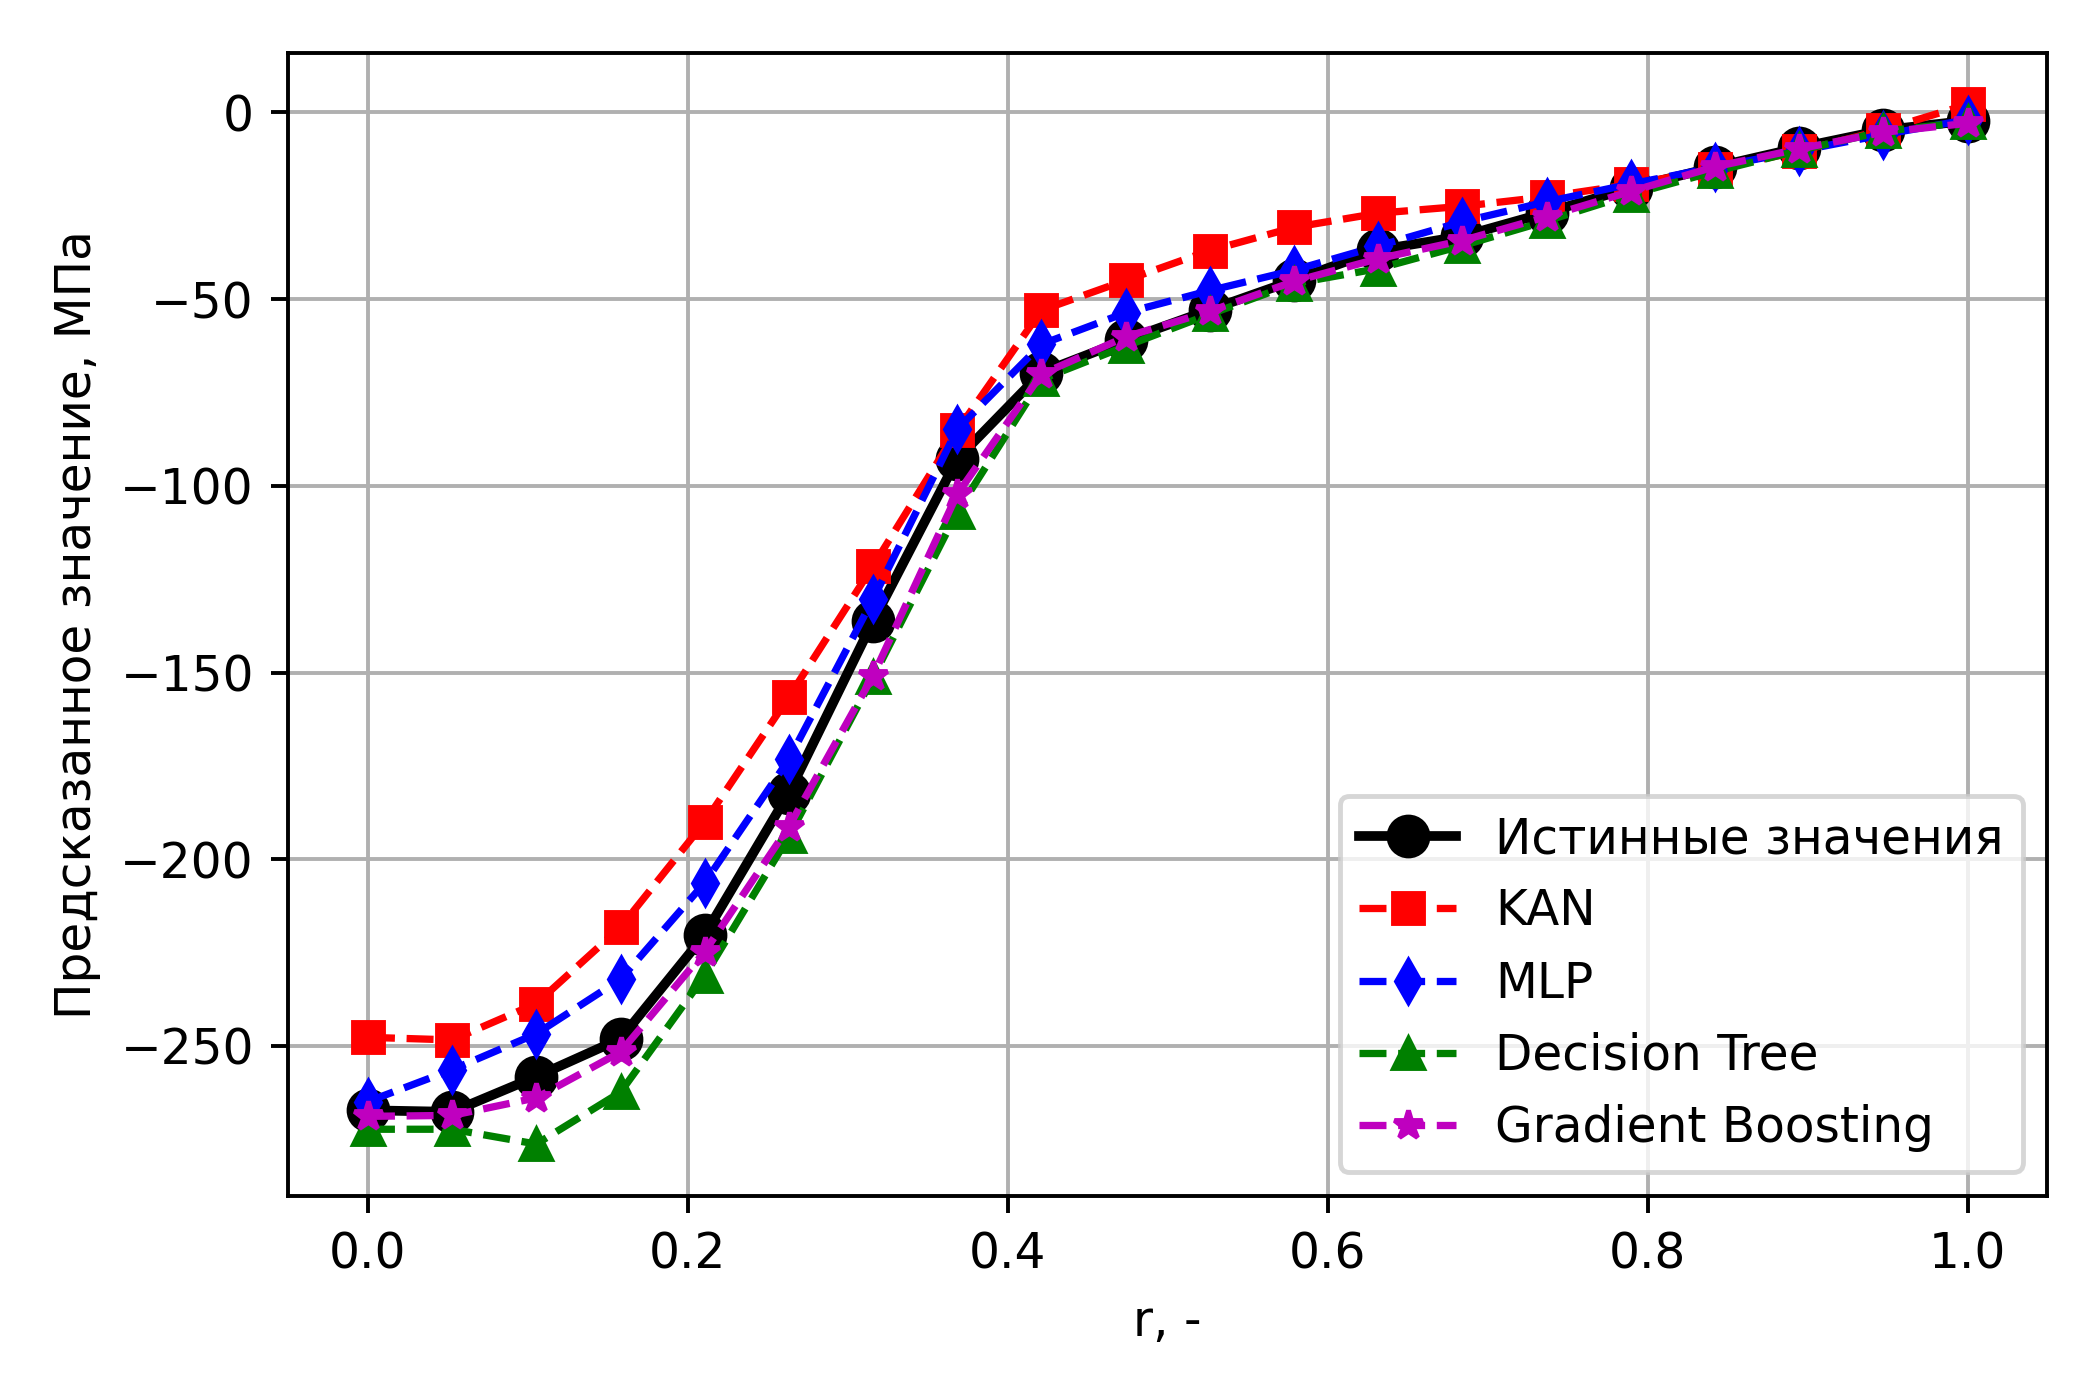 Предсказанное значение, МПа
0
−50
−100
−150
−200
−250
Истинные значения
KAN
MLP
Decision Tree
Gradient Boosting
0.0 0.2 0.4 0.6 0.8 1.0
r, -